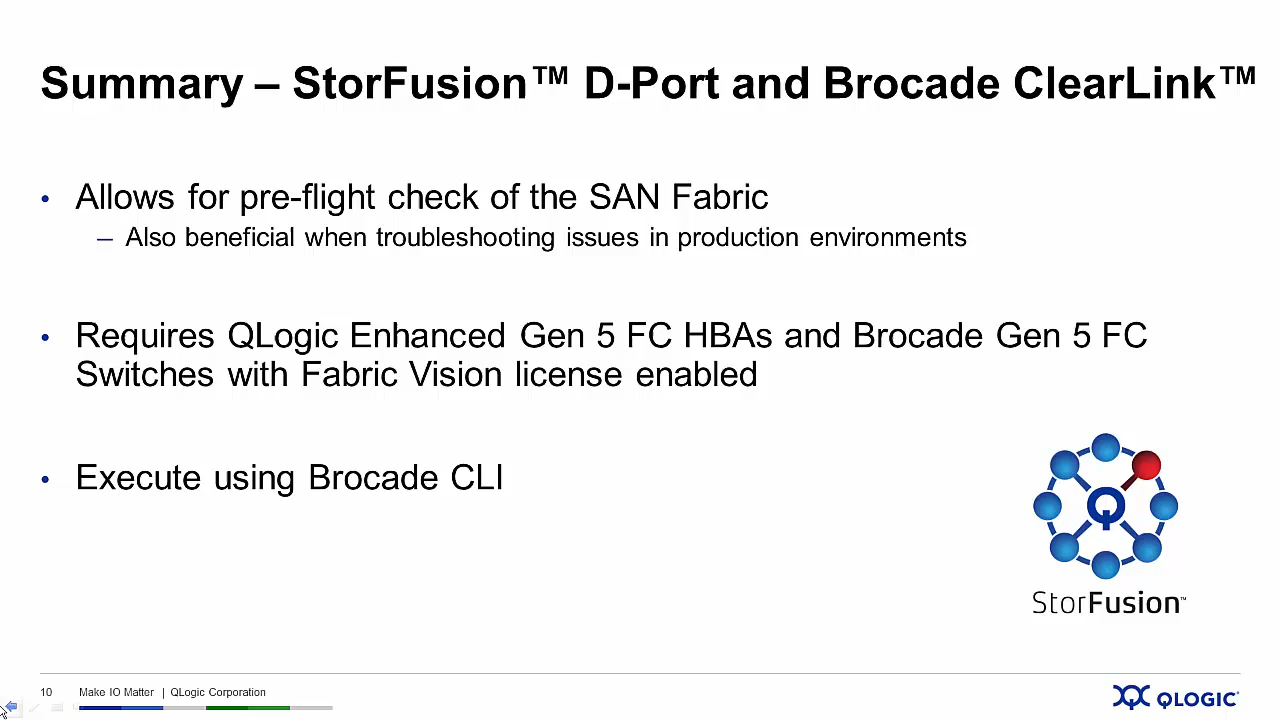 Summary – StorFusion™ D-Port and Brocade ClearLink™
• Allows for pre-flight check of the SAN Fabric
– Also beneficial when troubleshooting issues in production environments
• Requires QLogic Enhanced Gen 5 FC HBAs and Brocade Gen 5 FC
Switches with Fabric Vision license enabled
• Execute using Brocade CLI
Q
StorFusion™
10 Make IO Matter | QLogic Corporation
QLOGIC